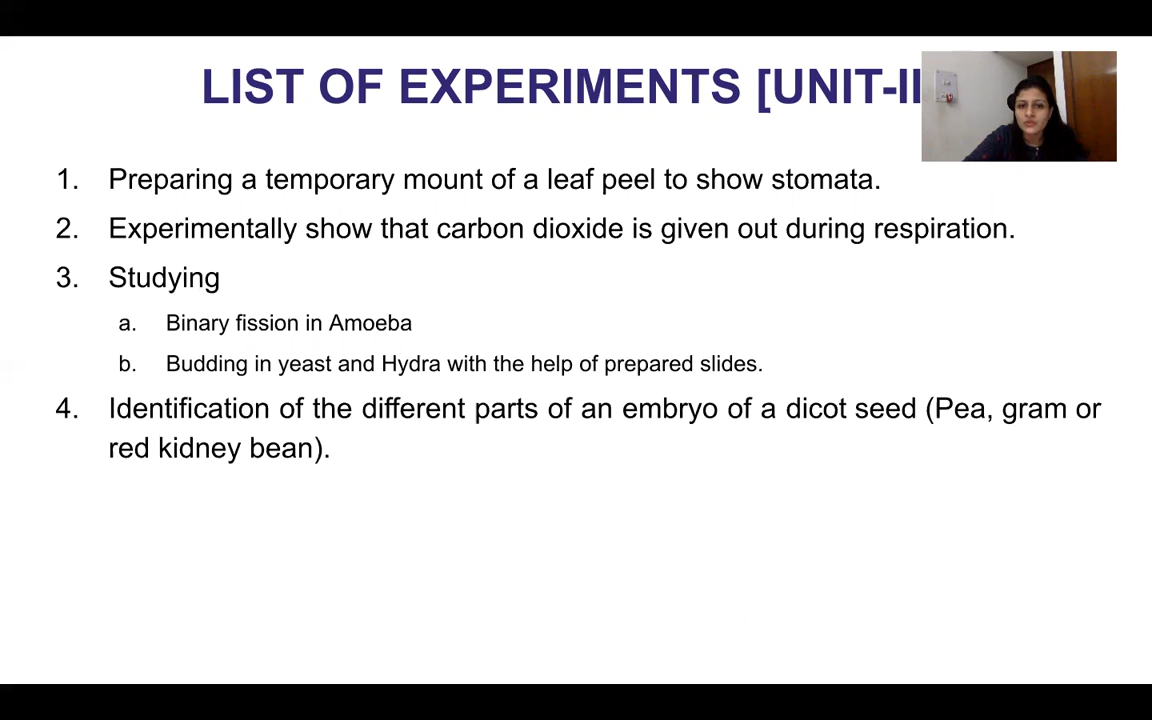 LIST OF EXPERIMENTS [UNIT-II
1. Preparing a temporary mount of a leaf peel to show stomata.
2. Experimentally show that carbon dioxide is given out during respiration.
3. Studying
a. Binary fission in Amoeba
b. Budding in yeast and Hydra with the help of prepared slides.
4. Identification of the different parts of an embryo of a dicot seed (Pea, gram or
red kidney bean).